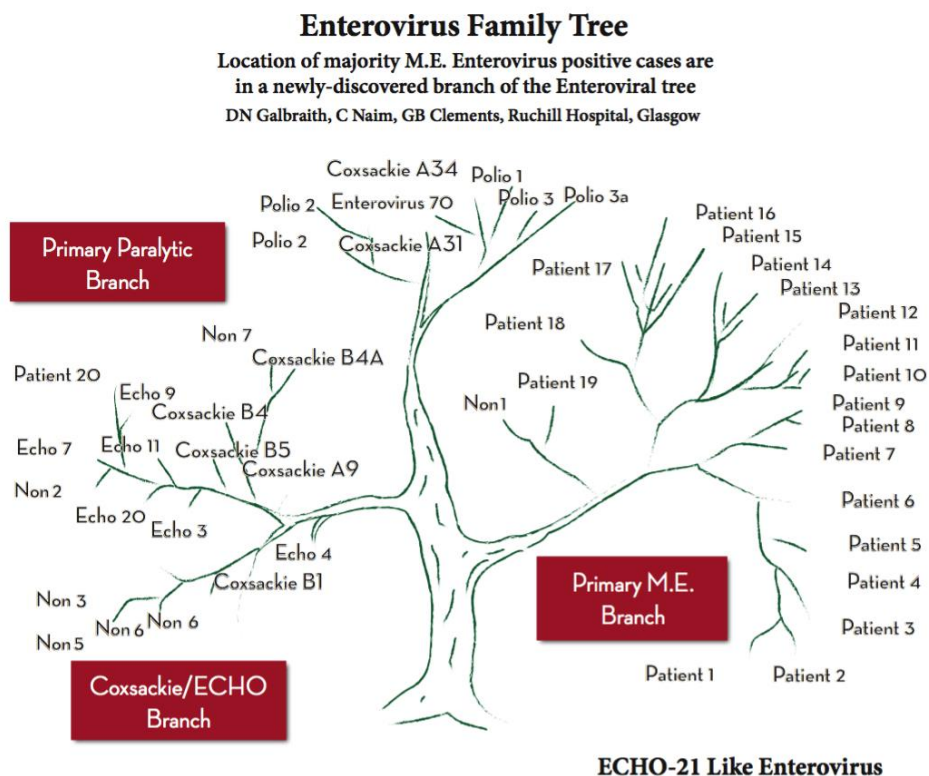 Enterovirus Family Tree
Location of majority M.E. Enterovirus positive cases are
in a newly-discovered branch of the Enteroviral tree
DN Galbraith, C Naim, GB Clements, Ruchill Hospital, Glasgow
Coxsackie A34
Polio 1
Polio 2
Enterovirus 70
Polio 3
Polio 3a
Polio 2
Coxsackie A31
Primary Paralytic
Branch
Patient 16
Patient 15
Patient 17
Patient 14
Patient 13
Patient 18
Patient 12
Non 7
Coxsackie B4A
Patient 11
Patient 20
Echo 9
Patient 19
Patient 10
Coxsackie B4
Non1
Patient 9
Patient 8
Echo 7
Echo 11
Coxsackie B5
Patient 7
Coxsackie A9
Non 2
Patient 6
Echo 20
Echo 3
Echo 4
Patient 5
Coxsackie B1
Primary M.E.
Branch
Patient 4
Non 3
Non 6
Non 6
Patient 3
Non 5
Coxsackie/ECHO
Branch
Patient 1
Patient 2
ECHO-21 Like Enterovirus